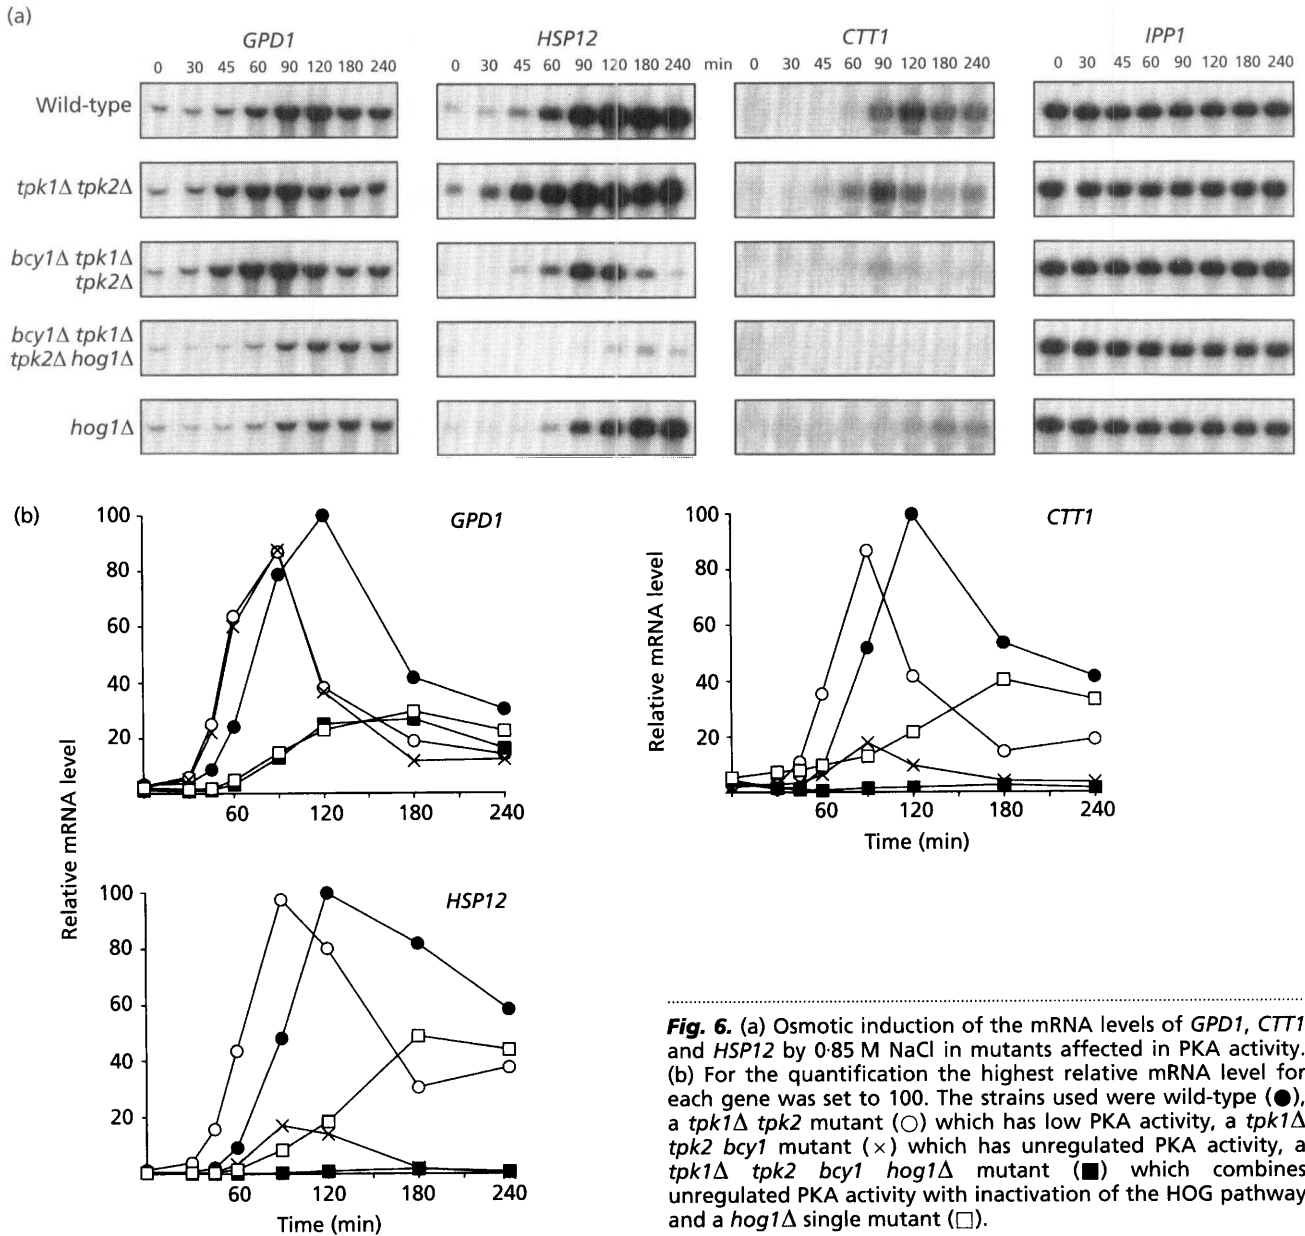 (a)
GPD1 HSP12 CTT1 IPP1
0 30 45 60 90 120 180 240 0 30 45 60 90 120 180 240 min 0 30 45 60 90 120 180 240 0 30 45 60 90 120 180 240
Wild-type
tpk1Δ tpk2Δ
bcy1Δ tpk1Δ
tpk2Δ
bcy1Δ tpk1Δ
tpk2Δ hog1Δ
hog1Δ
(b)
GPD1
100
80
60
40
20
60 120 180 240
Relative mRNA level
CTT1
100
80
60
40
20
60 120 180 240
Relative mRNA level
Time (min)
HSP12
100
80
60
40
20
60 120 180 240
Time (min)
Fig. 6. (a) Osmotic induction of the mRNA levels of GPD1, CTT1
and HSP12 by 0·85 M NaCl in mutants affected in PKA activity.
(b) For the quantification the highest relative mRNA level for
each gene was set to 100. The strains used were wild-type (●),
a tpk1Δ tpk2 mutant (○) which has low PKA activity, a tpk1Δ
tpk2 bcy1 mutant (×) which has unregulated PKA activity, a
tpk1Δ tpk2 bcy1 hog1Δ mutant (■) which combines
unregulated PKA activity with inactivation of the HOG pathway
and a hog1Δ single mutant (□).